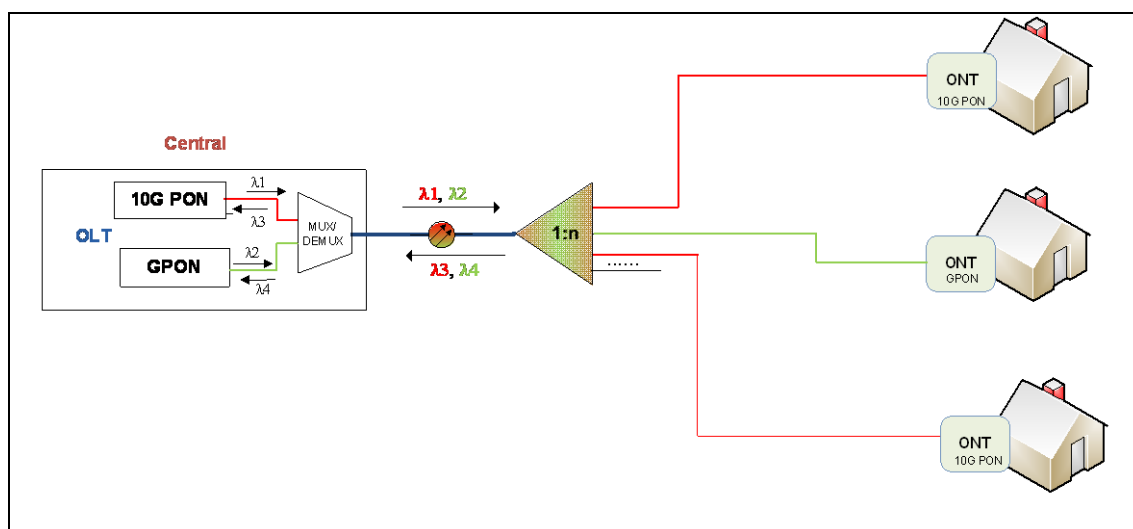 Central
10G PON
λ1
λ3
OLT
GPON
λ2
λ4
MUX/
DEMUX
λ1, λ2
λ3, λ4
1:n
......
ONT
10G PON
ONT
GPON
ONT
10G PON